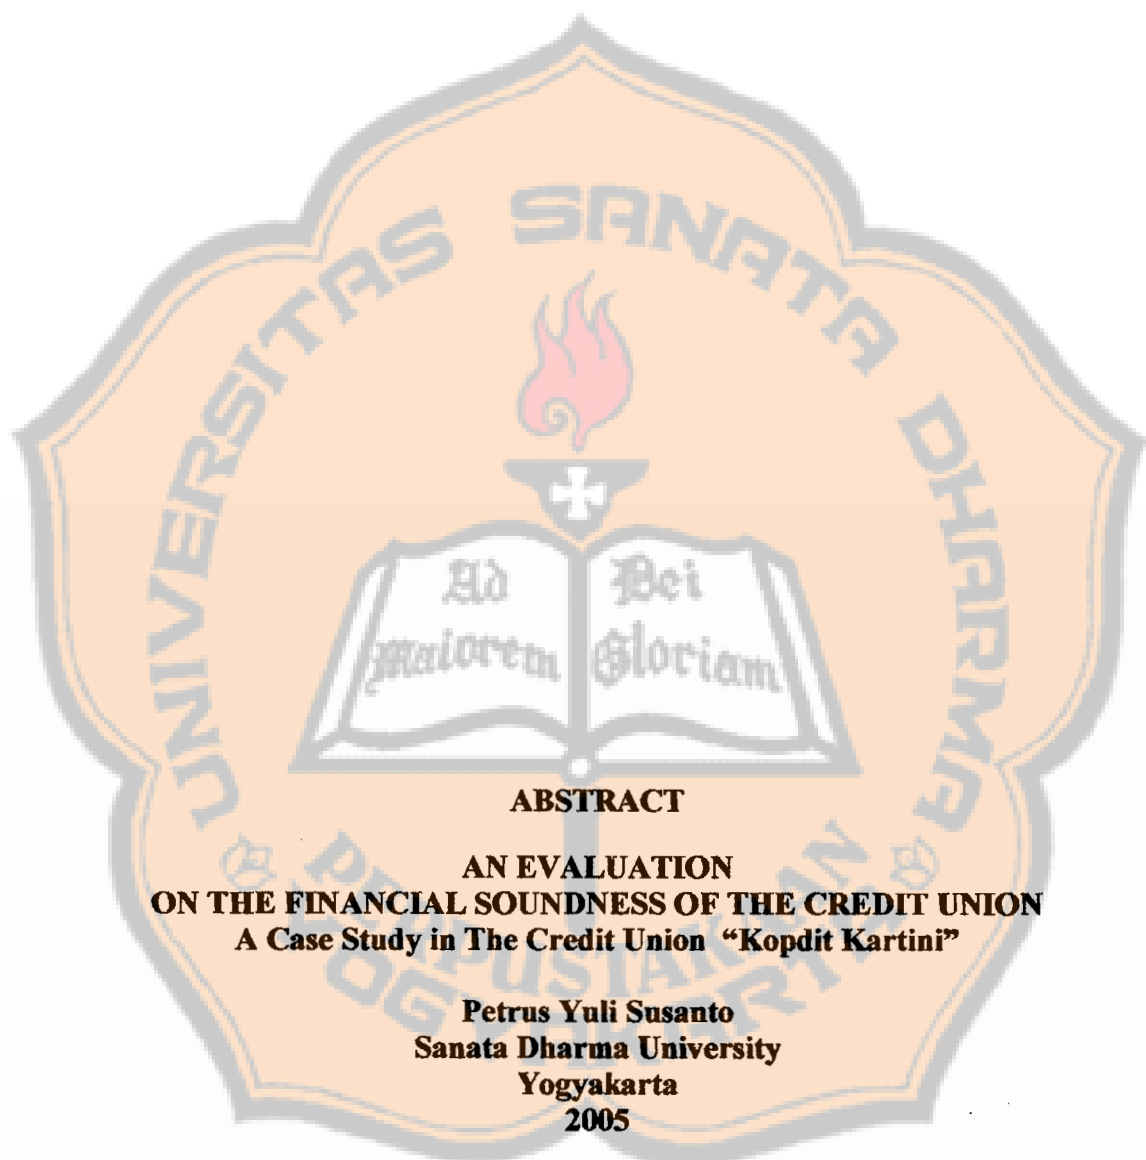 UNIVERSITAS SANATA DHARMA
Ad
Dei
maiorem
Gloriam
ABSTRACT
AN EVALUATION
ON THE FINANCIAL SOUNDNESS OF THE CREDIT UNION
A Case Study in The Credit Union “Kopdit Kartini”
Petrus Yuli Susanto
Sanata Dharma University
Yogyakarta
2005
PERPUSTAKAAN
YOGYAKARTA